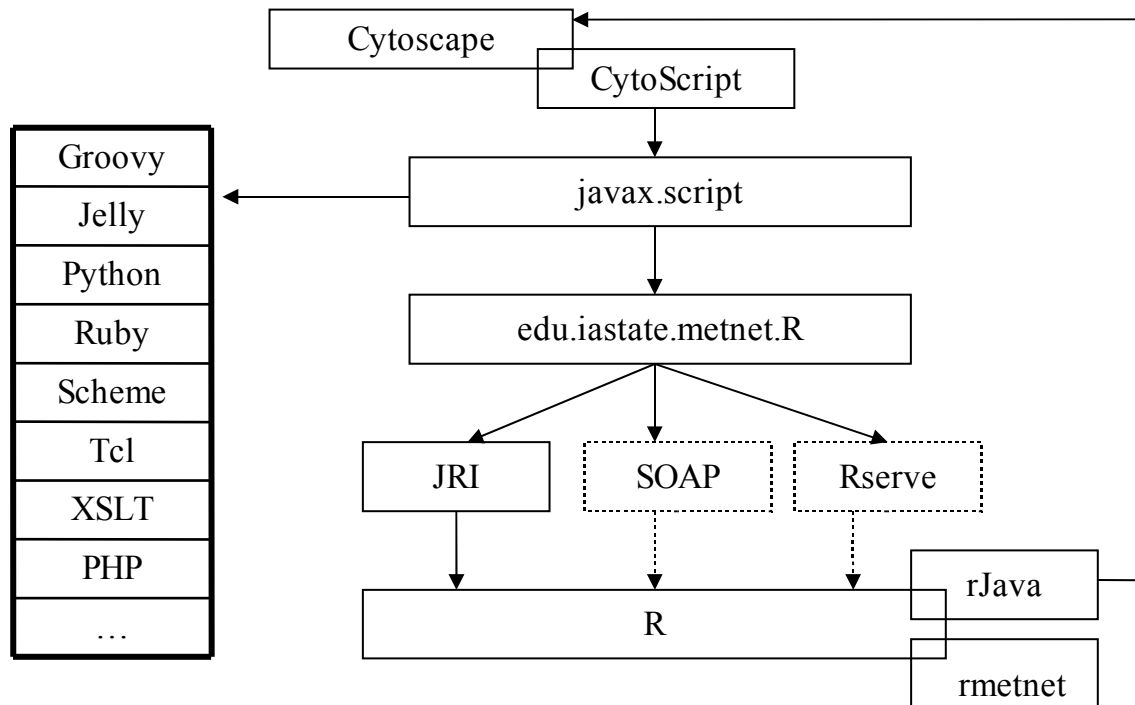 Cytoscape
CytoScript
Groovy
Jelly
Python
Ruby
Scheme
Tcl
XSLT
PHP
…
javax.script
edu.iastate.metnet.R
JRI
SOAP
Rserve
rJava
R
rmetnet